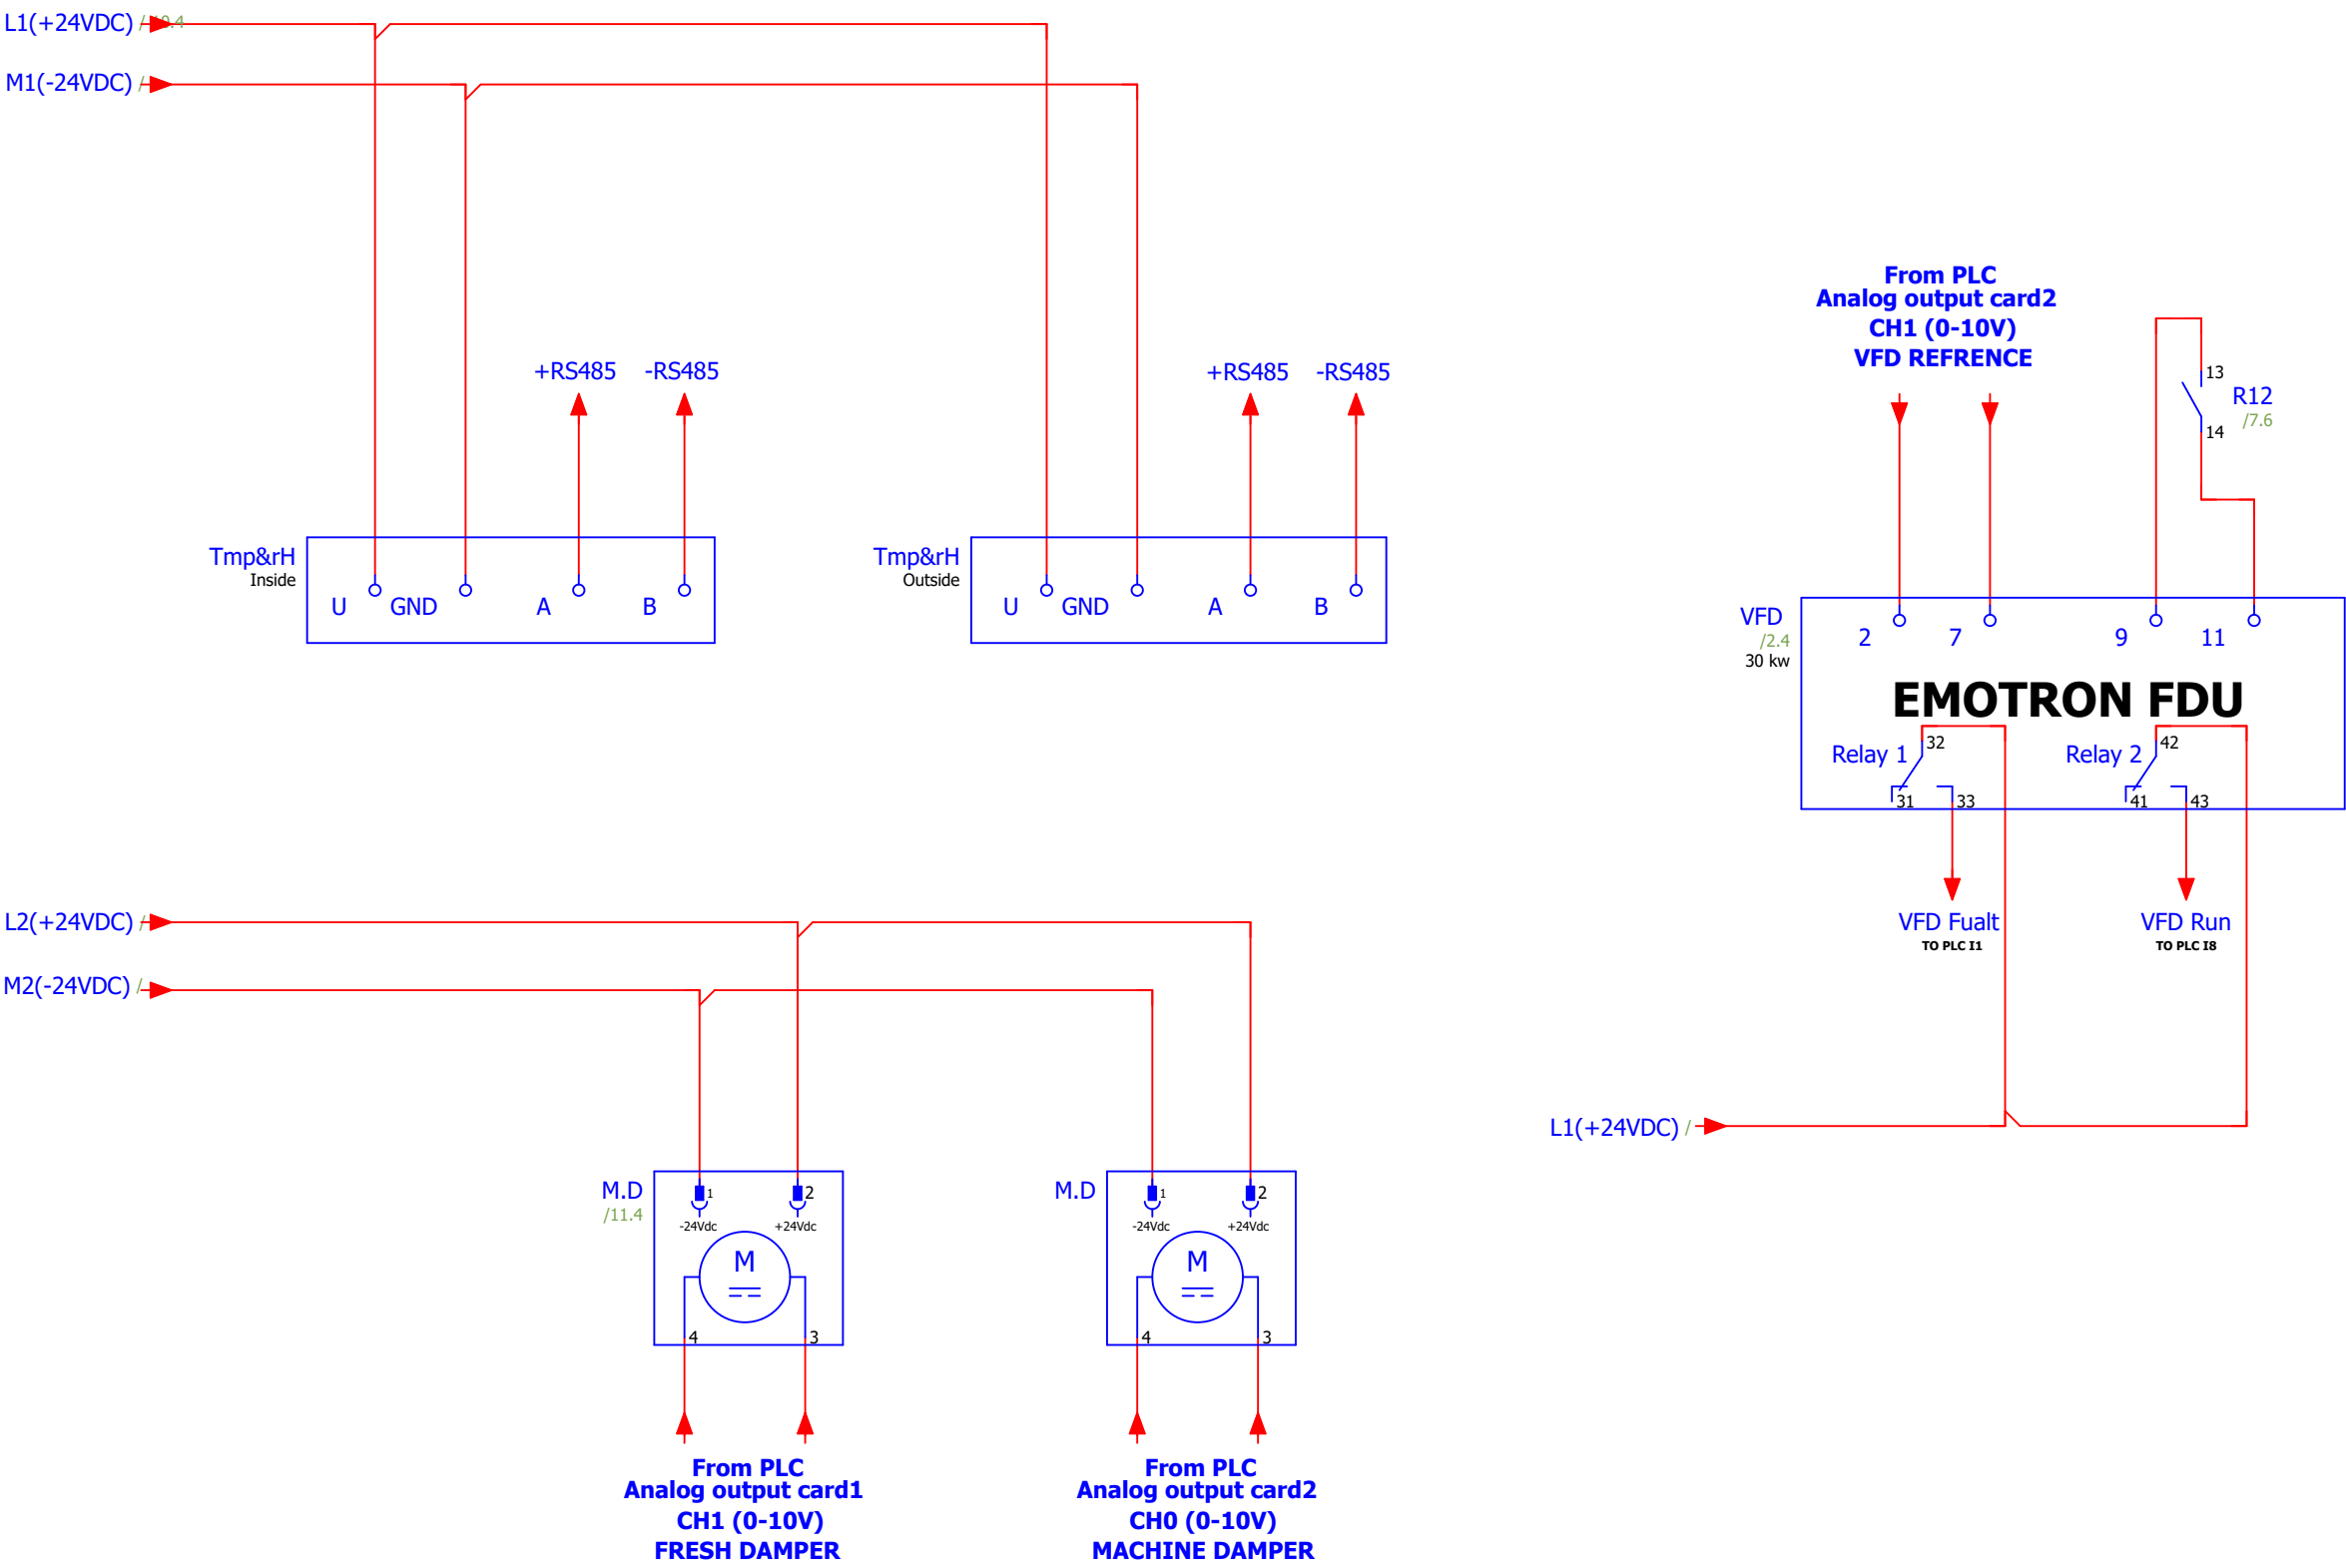 L1(+24VDC) /10.4
M1(-24VDC) /
+RS485 -RS485
+RS485 -RS485
Tmp&rH
Inside
U GND A B
Tmp&rH
Outside
U GND A B
From PLC
Analog output card2
CH1 (0-10V)
VFD REFRENCE
13
R12
/7.6
14
VFD
/2.4
30 kw
2 7 9 11
EMOTRON FDU
Relay 1 32
31 33
Relay 2 42
41 43
VFD Fualt
TO PLC I1
VFD Run
TO PLC I8
L1(+24VDC) /
L2(+24VDC) /
M2(-24VDC) /
M.D
/11.4
1 2
-24Vdc +24Vdc
M
4 3
From PLC
Analog output card1
CH1 (0-10V)
FRESH DAMPER
M.D
1 2
-24Vdc +24Vdc
M
4 3
From PLC
Analog output card2
CH0 (0-10V)
MACHINE DAMPER